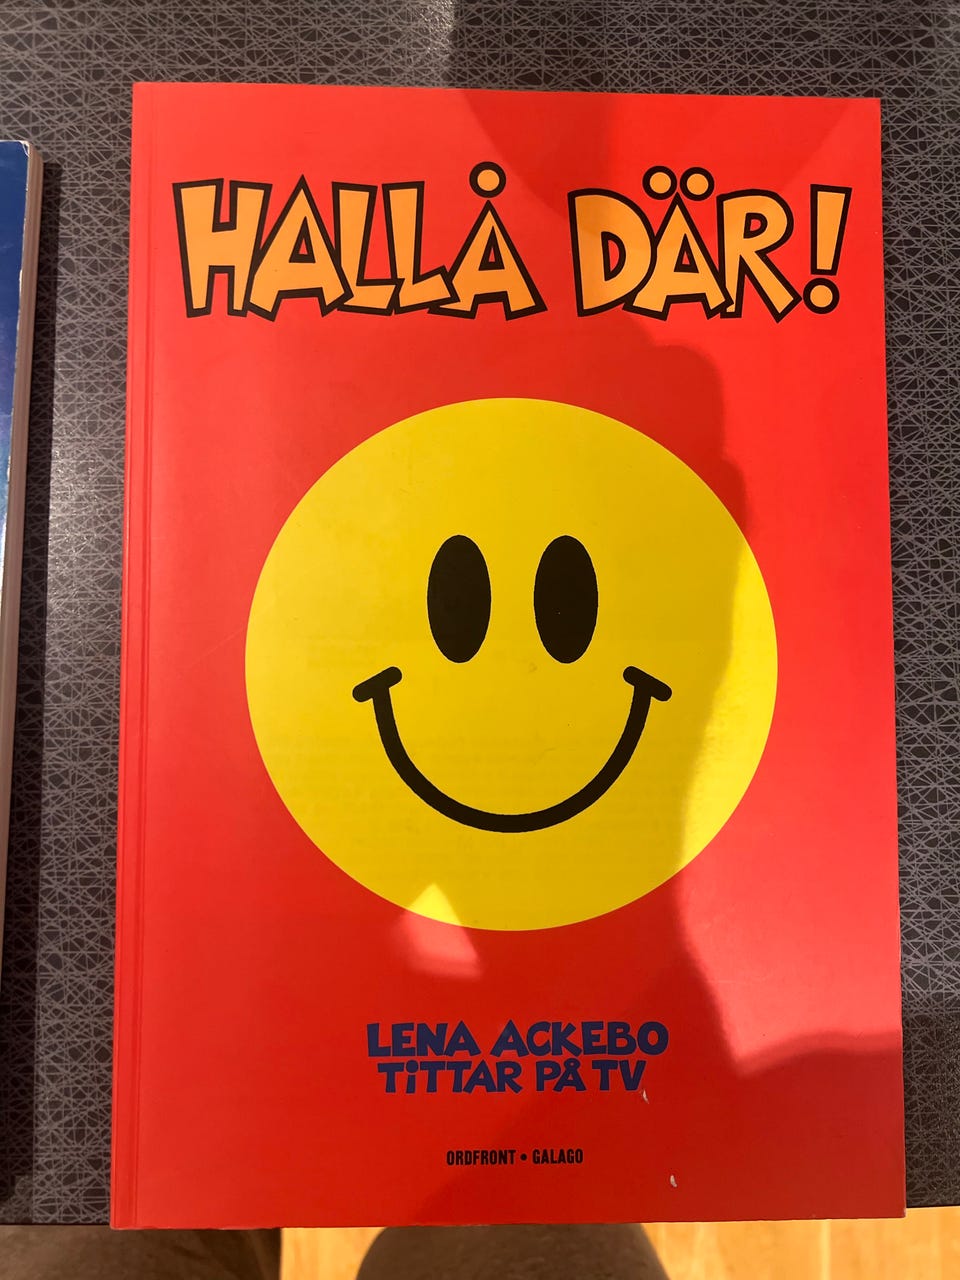 HALLÅ DÄR!
LENA ACKEBO
TiTTAR PÅ TV
ORDFRONT • GALAGO